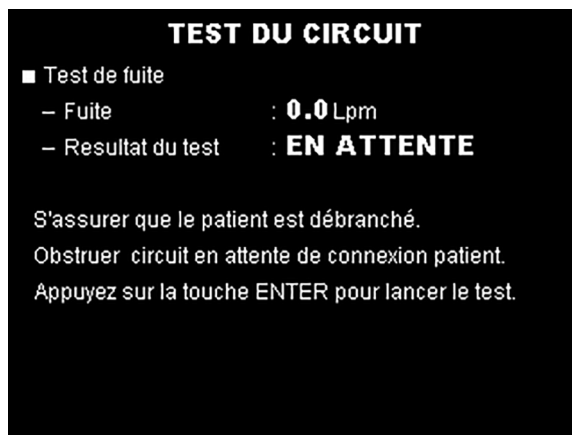 TEST DU CIRCUIT
■ Test de fuite
– Fuite : 0.0 Lpm
– Resultat du test : EN ATTENTE
S'assurer que le patient est débranché.
Obstruer circuit en attente de connexion patient.
Appuyez sur la touche ENTER pour lancer le test.